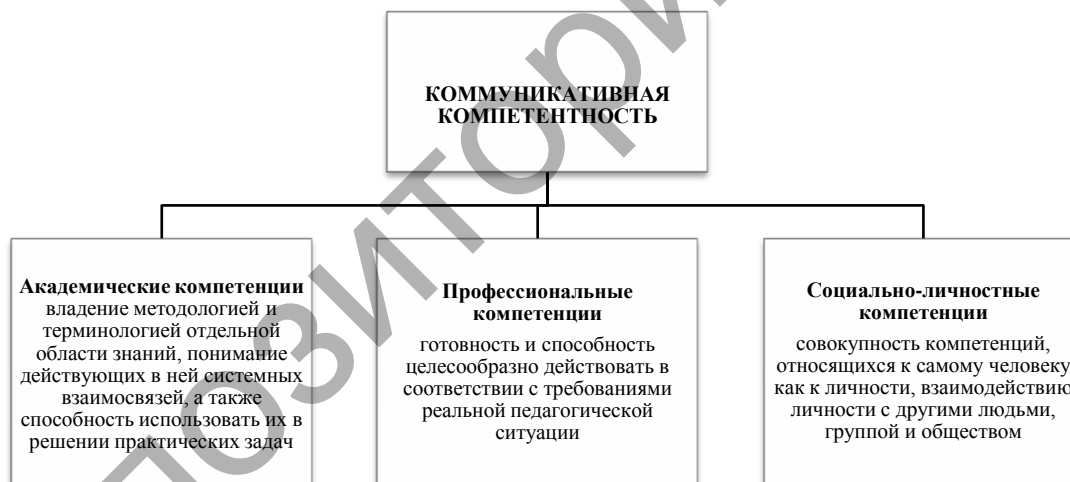 КОММУНИКАТИВНАЯ
КОМПЕТЕНТНОСТЬ
Академические компетенции
владение методологией и
терминологией отдельной
области знаний, понимание
действующих в ней системных
взаимосвязей, а также
способность использовать их в
решении практических задач
Профессиональные
компетенции
готовность и способность
целесообразно действовать в
соответствии с требованиями
реальной педагогической
ситуации
Социально-личностные
компетенции
совокупность компетенций,
относящихся к самому человеку
как к личности, взаимодействию
личности с другими людьми,
группой и обществом